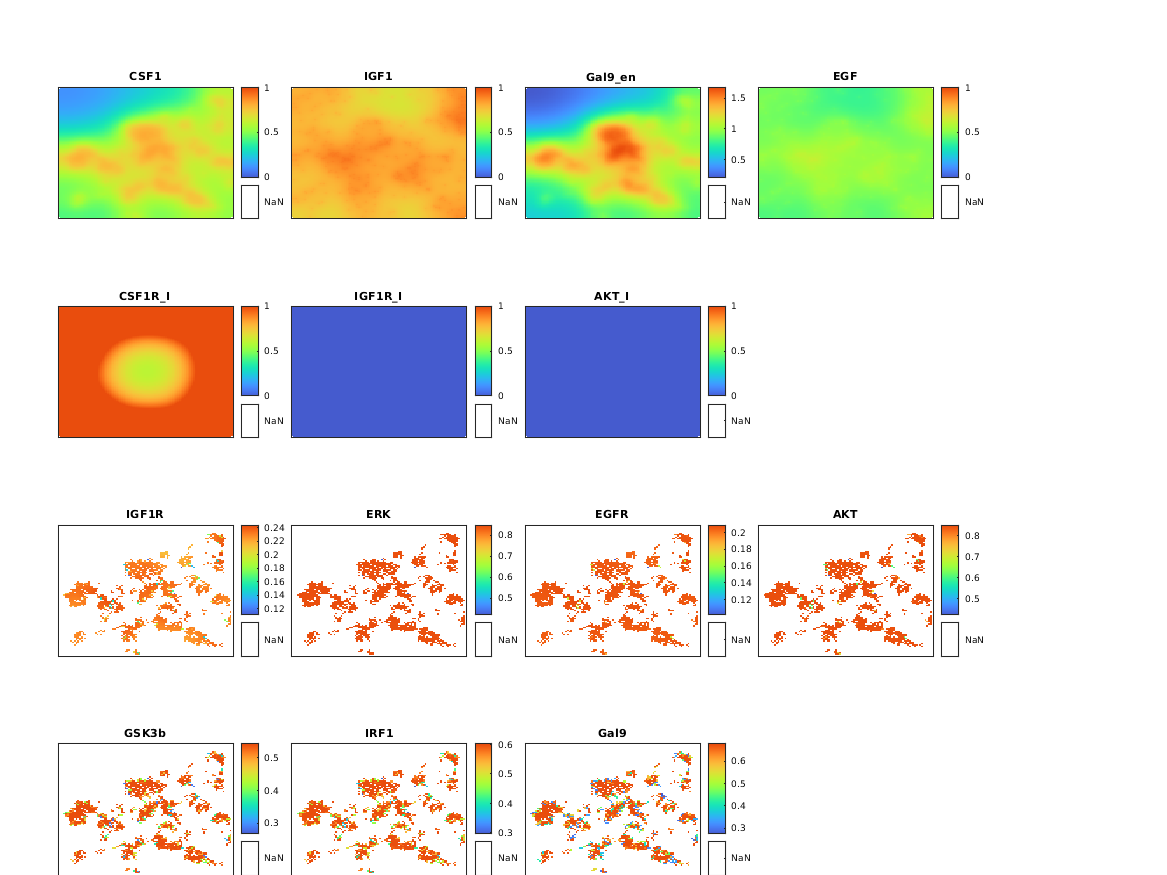 CSF1 IGF1 Gal9_en EGF
1 1 1.5 1
0.5 0.5 1 0.5
0 0 0.5 0
NaN NaN NaN NaN
CSF1R_I IGF1R_I AKT_I
1 1 1
0.5 0.5 0.5
0 0 0
NaN NaN NaN
IGF1R ERK EGFR AKT
0.24 0.8 0.2 0.8
0.22 0.7 0.18 0.7
0.2 0.6 0.16 0.6
0.18 0.5 0.14 0.5
0.16 0.12
0.14
0.12
NaN NaN NaN NaN
GSK3b IRF1 Gal9
0.5 0.6 0.6
0.4 0.5 0.5
0.3 0.4 0.4
0.3 0.3
NaN NaN NaN